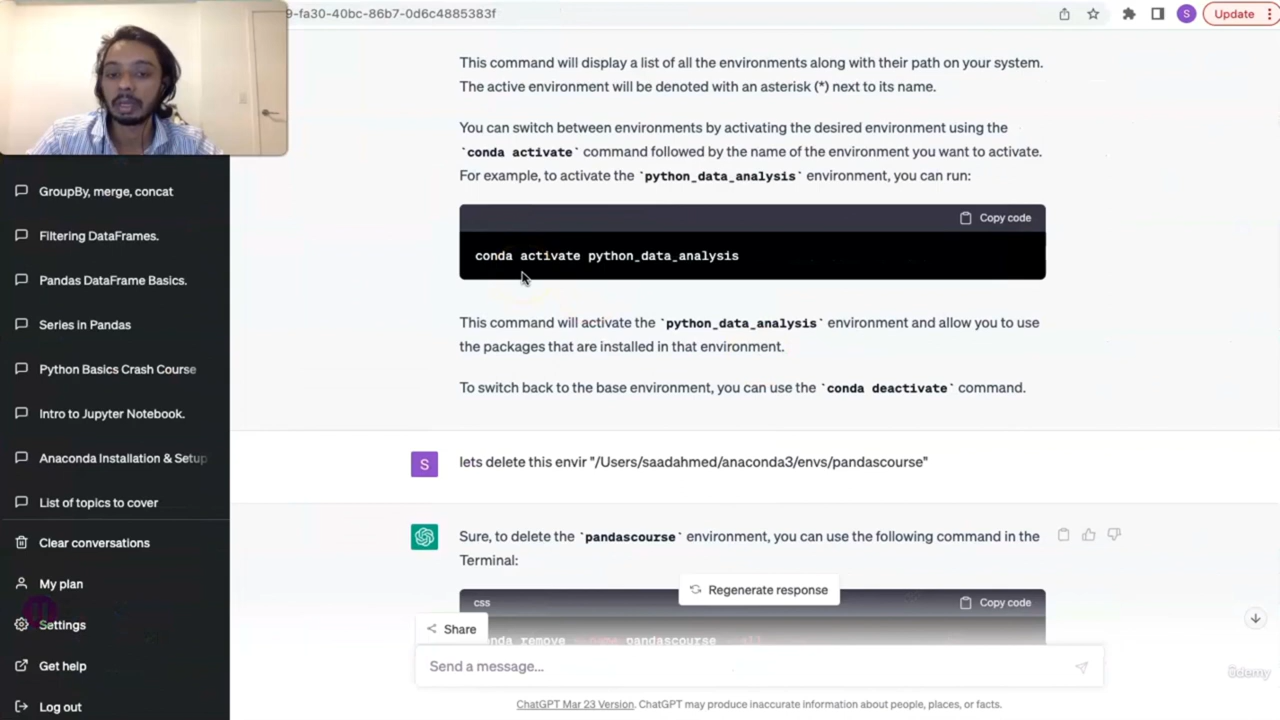 9-fa30-40bc-86b7-0d6c4885383f
S
Update
This command will display a list of all the environments along with their path on your system.
The active environment will be denoted with an asterisk (*) next to its name.
You can switch between environments by activating the desired environment using the
`conda activate` command followed by the name of the environment you want to activate.
For example, to activate the `python_data_analysis` environment, you can run:
Copy code
conda activate python_data_analysis
This command will activate the `python_data_analysis` environment and allow you to use
the packages that are installed in that environment.
To switch back to the base environment, you can use the `conda deactivate` command.
S
lets delete this envir "/Users/saadahmed/anaconda3/envs/pandascourse"
Sure, to delete the `pandascourse` environment, you can use the following command in the
Terminal:
css
Copy code
conda remove --name pandascourse --all
Regenerate response
Share
Send a message...
ChatGPT Mar 23 Version. ChatGPT may produce inaccurate information about people, places, or facts.
GroupBy, merge, concat
Filtering DataFrames.
Pandas DataFrame Basics.
Series in Pandas
Python Basics Crash Course
Intro to Jupyter Notebook.
Anaconda Installation & Setup
List of topics to cover
Clear conversations
My plan
Settings
Get help
Log out
ûdemy